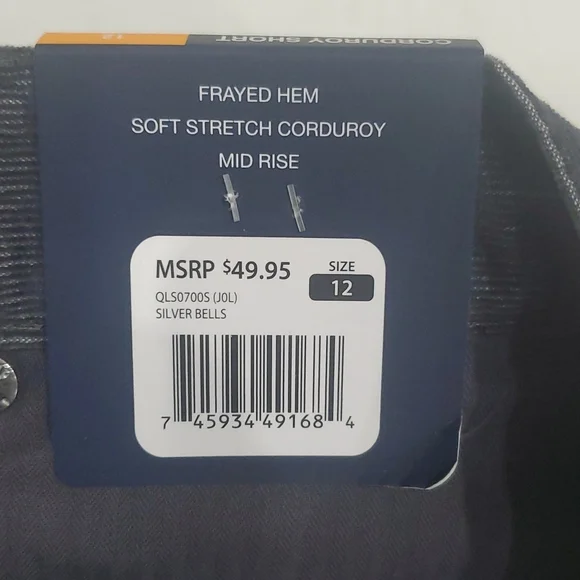 12 CORDUROY SHORT
FRAYED HEM
SOFT STRETCH CORDUROY
MID RISE
MSRP $49.95
SIZE
12
QLS0700S (J0L)
SILVER BELLS
7 45934 49168 4